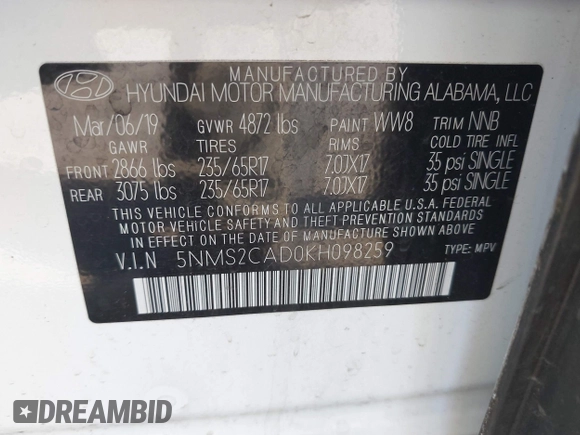 MANUFACTURED BY
HYUNDAI MOTOR MANUFACTURING ALABAMA, LLC
Mar/06/19 GVWR 4872 lbs PAINT WW8 TRIM NNB
GAWR TIRES RIMS COLD TIRE INFL
FRONT 2866 lbs 235/65R17 7.0JX17 35 psi SINGLE
REAR 3075 lbs 235/65R17 7.0JX17 35 psi SINGLE
THIS VEHICLE CONFORMS TO ALL APPLICABLE U.S.A. FEDERAL
MOTOR VEHICLE SAFETY AND THEFT PREVENTION STANDARDS
IN EFFECT ON THE DATE OF MANUFACTURE SHOWN ABOVE.
V.I.N 5NMS2CAD0KH098259 TYPE: MPV
DREAMBID